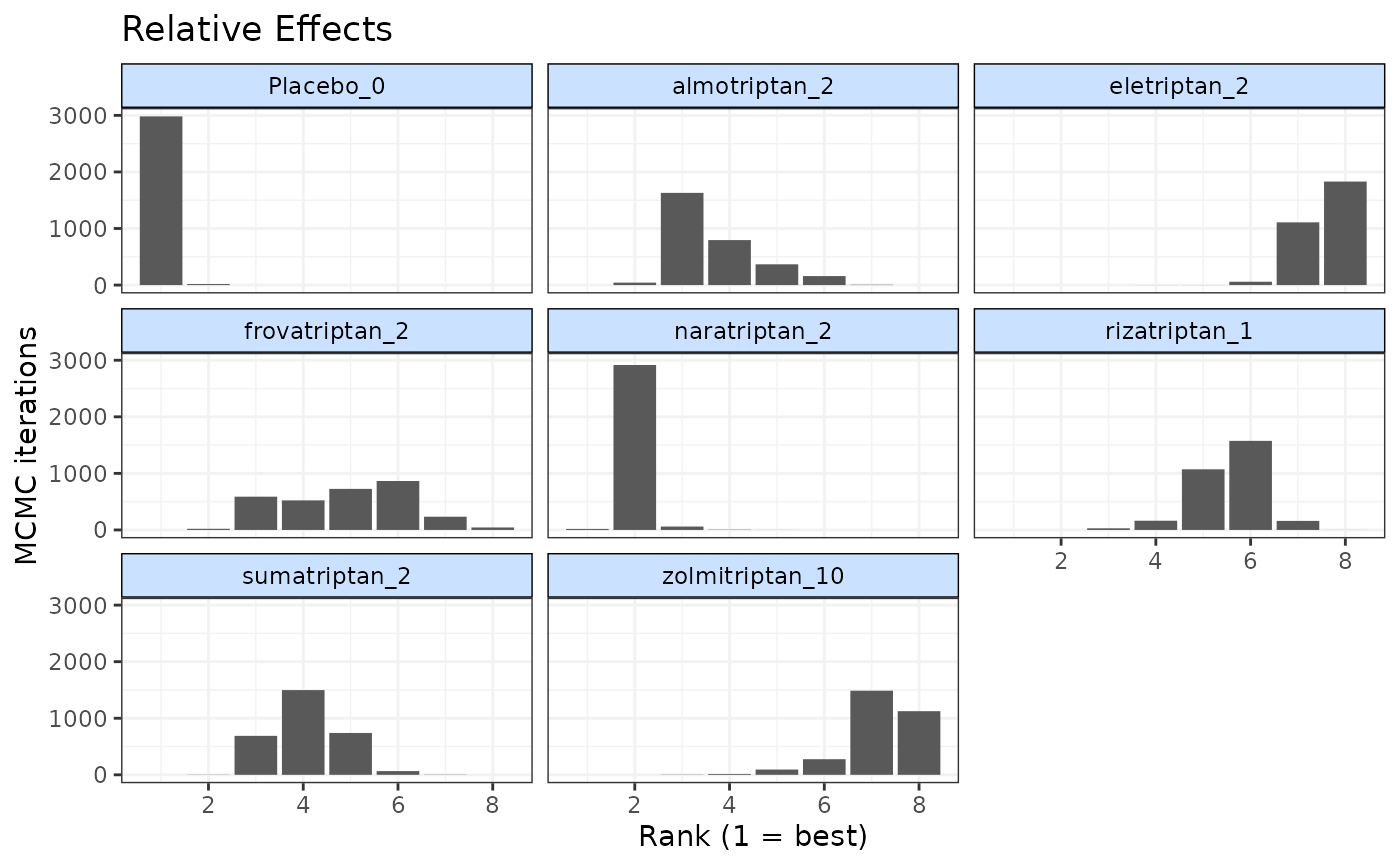 Relative Effects
Placebo_0 almotriptan_2 eletriptan_2
3000
2000
1000
0
frovatriptan_2 naratriptan_2 rizatriptan_1
3000
2000
1000
0
2 4 6 8
sumatriptan_2 zolmitriptan_10
3000
2000
1000
0
2 4 6 8 2 4 6 8
MCMC iterations
Rank (1 = best)